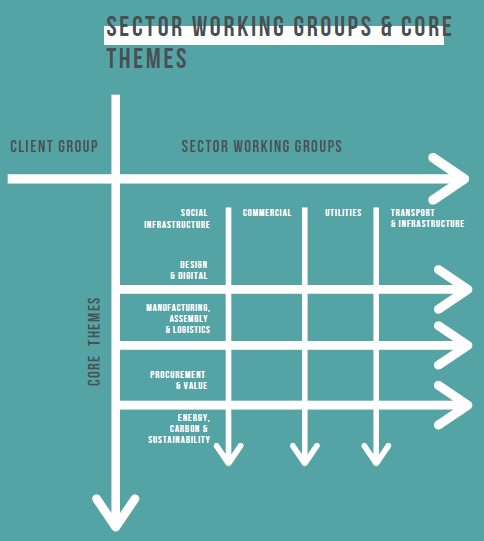 SECTOR WORKING GROUPS & CORE
THEMES
CLIENT GROUP
SECTOR WORKING GROUPS
SOCIAL
INFRASTRUCTURE
COMMERCIAL
UTILITIES
TRANSPORT
& INFRASTRUCTURE
CORE THEMES
DESIGN
& DIGITAL
MANUFACTURING,
ASSEMBLY
& LOGISTICS
PROCUREMENT
& VALUE
ENERGY,
CARBON &
SUSTAINABILITY